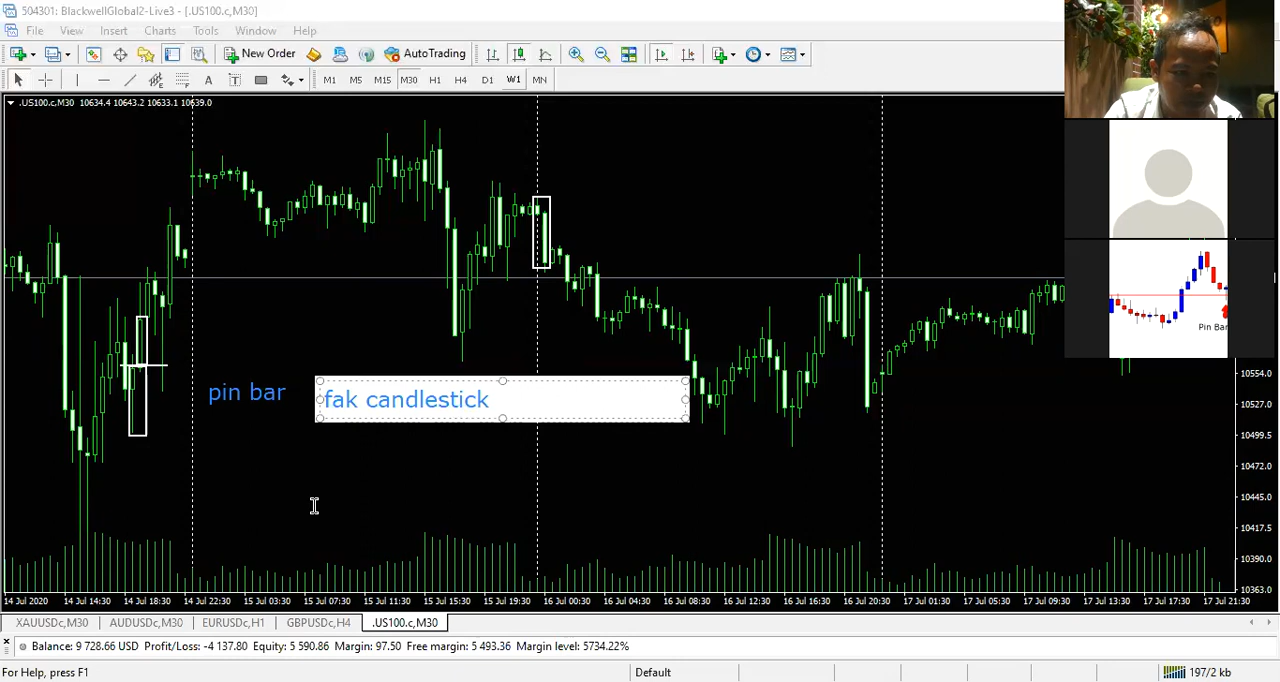 504301: BlackwellGlobal2-Live3 - [.US100.c,M30]
File View Insert Charts Tools Window Help
New Order AutoTrading
A T M1 M5 M15 M30 H1 H4 D1 W1 MN
.US100.c,M30 10634.4 10643.2 10633.1 10639.0
Pin Bar
pin bar
fak candlestick
10554.0
10527.0
10499.5
10472.0
10445.0
10417.5
10390.0
10363.0
14 Jul 2020 14 Jul 14:30 14 Jul 18:30 14 Jul 22:30 15 Jul 03:30 15 Jul 07:30 15 Jul 11:30 15 Jul 15:30 15 Jul 19:30 16 Jul 00:30 16 Jul 04:30 16 Jul 08:30 16 Jul 12:30 16 Jul 16:30 16 Jul 20:30 17 Jul 01:30 17 Jul 05:30 17 Jul 09:30 17 Jul 13:30 17 Jul 17:30 17 Jul 21:30
XAUUSDc,M30 AUDUSDc,M30 EURUSDc,H1 GBPUSDc,H4 .US100.c,M30
Balance: 9 728.66 USD Profit/Loss: -4 137.80 Equity: 5 590.86 Margin: 97.50 Free margin: 5 493.36 Margin level: 5734.22%
For Help, press F1 Default 197/2 kb